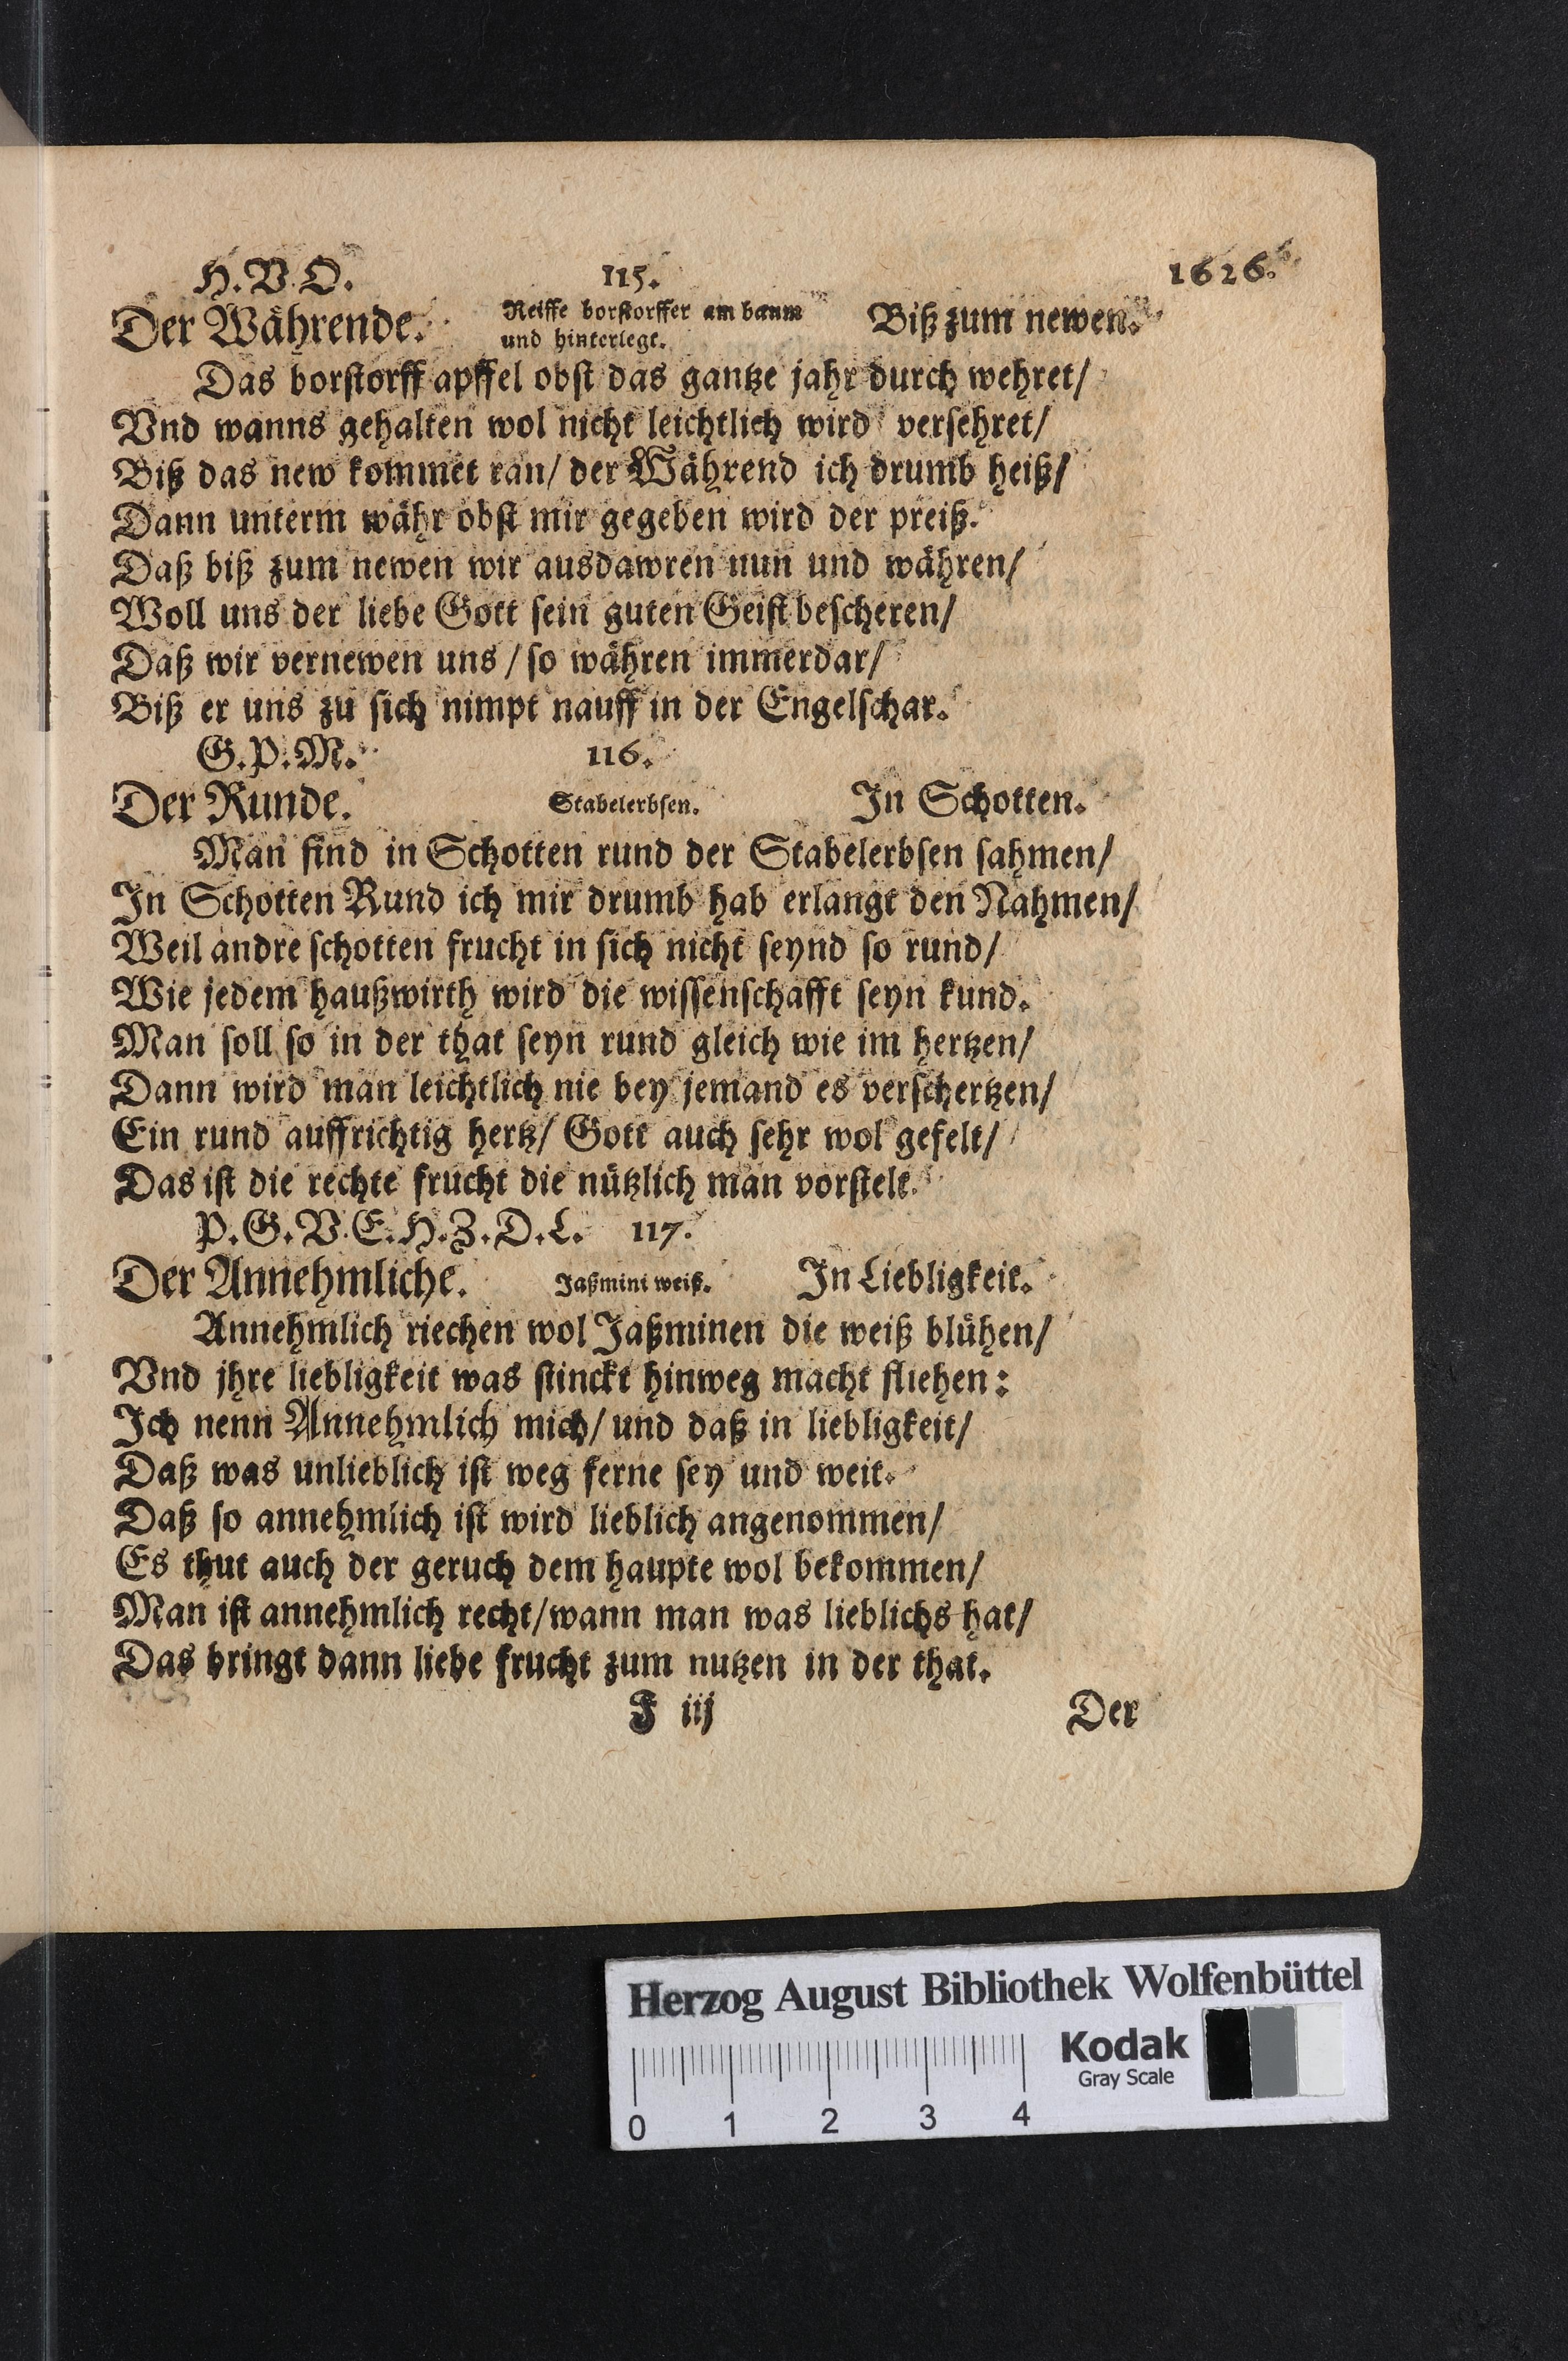 H. V. O. 115. 1626.
Der Währende. Reiffe borstorffer am baum Biß zum newen.
und hinterlegt.
Das borstorff apffel obst das gantze jahr durch wehret/
Vnd wanns gehalten wol nicht leichtlich wird versehret/
Biß das new kommet ran/ der Während ich drumb heiß/
Dann unterm währ obst mir gegeben wird der preiß.
Daß biß zum newen wir ausdawren nun und währen/
Woll uns der liebe Gott sein guten Geist bescheren/
Daß wir vernewen uns / so währen immerdar/
Biß er uns zu sich nimpt nauff in der Engelschar.
G. P. M. 116.
Der Runde. Stabelerbsen. In Schotten.
Man find in Schotten rund der Stabelerbsen sahmen/
In Schotten Rund ich mir drumb hab erlangt den Nahmen/
Weil andre schotten frucht in sich nicht seynd so rund/
Wie jedem haußwirth wird die wissenschafft seyn kund.
Man soll so in der that seyn rund gleich wie im hertzen/
Dann wird man leichtlich nie bey jemand es verschertzen/
Ein rund auffrichtig hertz/ Gott auch sehr wol gefelt/
Das ist die rechte frucht die nützlich man vorstelt.
P. G. V. E. H. Z. D. L. 117.
Der Annehmliche. Jaßmini weiß. In Liebligkeit.
Annehmlich riechen wol Jaßminen die weiß blühen/
Vnd jhre liebligkeit was stinckt hinweg macht fliehen:
Ich nenn Annehmlich mich/ und daß in liebligkeit/
Daß was unlieblich ist weg ferne sey und weit.
Daß so annehmlich ist wird lieblich angenommen/
Es thut auch der geruch dem haupte wol bekommen/
Man ist annehmlich recht/wann man was lieblichs hat/
Das bringt dann liebe frucht zum nutzen in der that.
F iij Der
Herzog August Bibliothek Wolfenbüttel
Kodak
Gray Scale
0 1 2 3 4